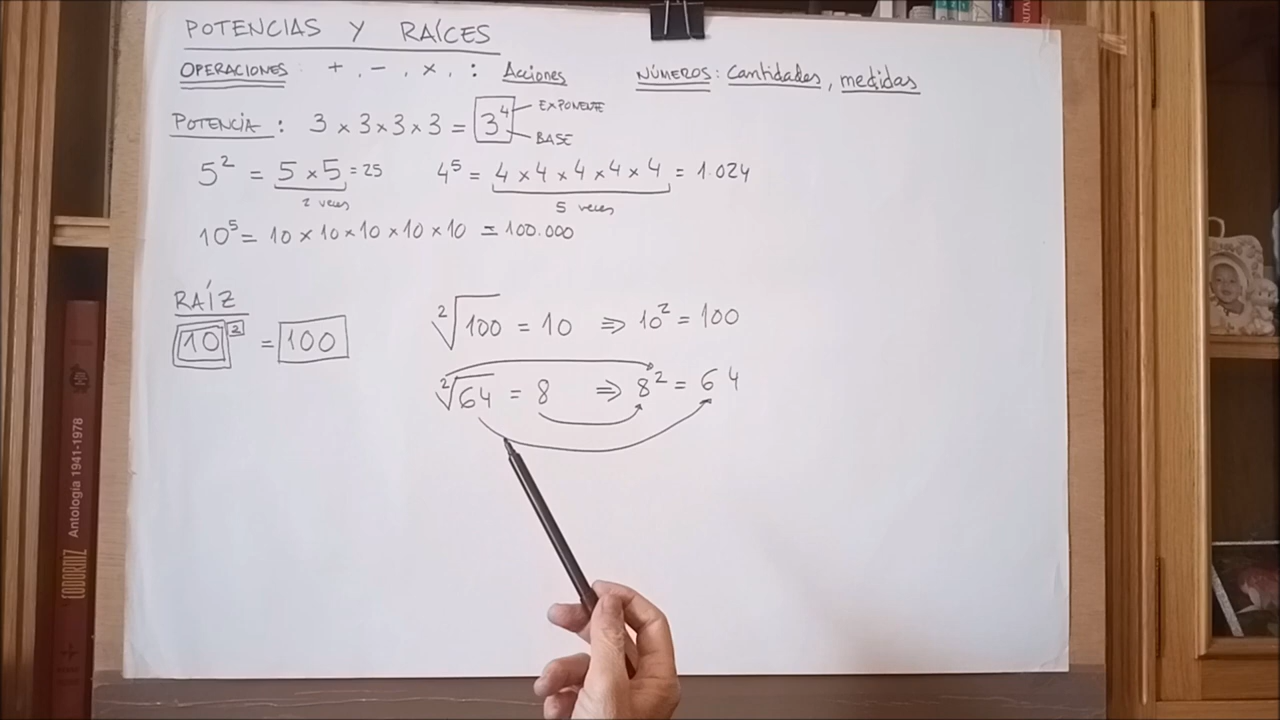 POTENCIAS Y RAÍCES
OPERACIONES: + , - , × , : Acciones
NÚMEROS: Cantidades, medidas
POTENCIA: 3 × 3 × 3 × 3 = 3⁴
EXPONENTE
BASE
5² = 5 × 5 = 25
2 veces
4⁵ = 4 × 4 × 4 × 4 × 4 = 1.024
5 veces
10⁵ = 10 × 10 × 10 × 10 × 10 = 100.000
RAÍZ
10² = 100
²√100 = 10 ⇒ 10² = 100
²√64 = 8 ⇒ 8² = 64
Antología 1941-1978
CODORNIZ